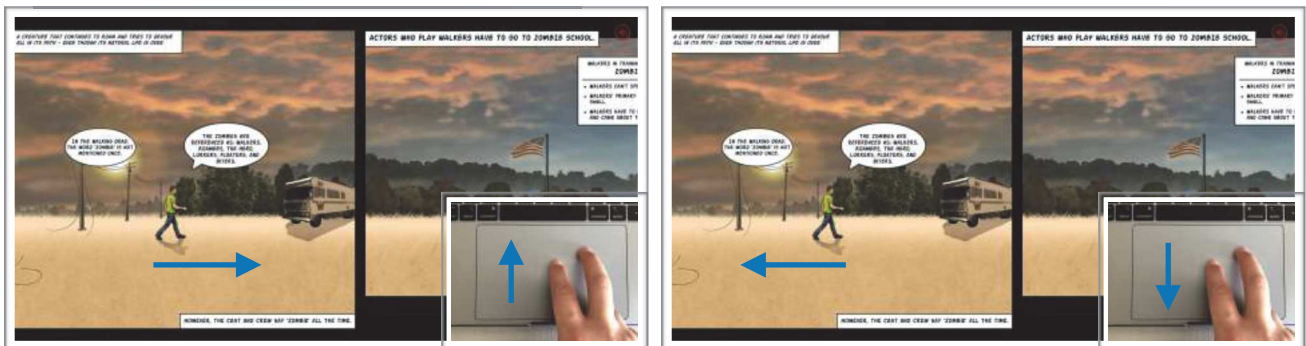 A CREATURE THAT CONTINUES TO ROAM AND TRIES TO DEVOUR
ALL IN ITS PATH - EVEN THOUGH ITS NATURAL LIFE IS OVER
IN THE WALKING DEAD,
THE WORD 'ZOMBIE' IS NOT
MENTIONED ONCE.
THE ZOMBIES ARE
REFERENCED AS: WALKERS,
ROAMERS, THE HERD,
LURKERS, FLOATERS, AND
BITERS.
HOWEVER, THE CAST AND CREW SAY 'ZOMBIE' ALL THE TIME.
ACTORS WHO PLAY WALKERS HAVE TO GO TO ZOMBIE SCHOOL.
WALKERS IN TRAINING
ZOMBI
• WALKERS CAN'T SPE
• WALKERS' PRIMARY
SMELL
• WALKERS HAVE TO
AND COME ABOUT T
A CREATURE THAT CONTINUES TO ROAM AND TRIES TO DEVOUR
ALL IN ITS PATH - EVEN THOUGH ITS NATURAL LIFE IS OVER
IN THE WALKING DEAD,
THE WORD 'ZOMBIE' IS NOT
MENTIONED ONCE.
THE ZOMBIES ARE
REFERENCED AS: WALKERS,
ROAMERS, THE HERD,
LURKERS, FLOATERS, AND
BITERS.
HOWEVER, THE CAST AND CREW SAY 'ZOMBIE' ALL THE TIME.
ACTORS WHO PLAY WALKERS HAVE TO GO TO ZOMBIE SCHOOL.
WALKERS IN TRAIN
ZOMBI
• WALKERS CAN'T SPE
• WALKERS' PRIMARY
SMELL
• WALKERS HAVE TO
AND COME ABOUT T